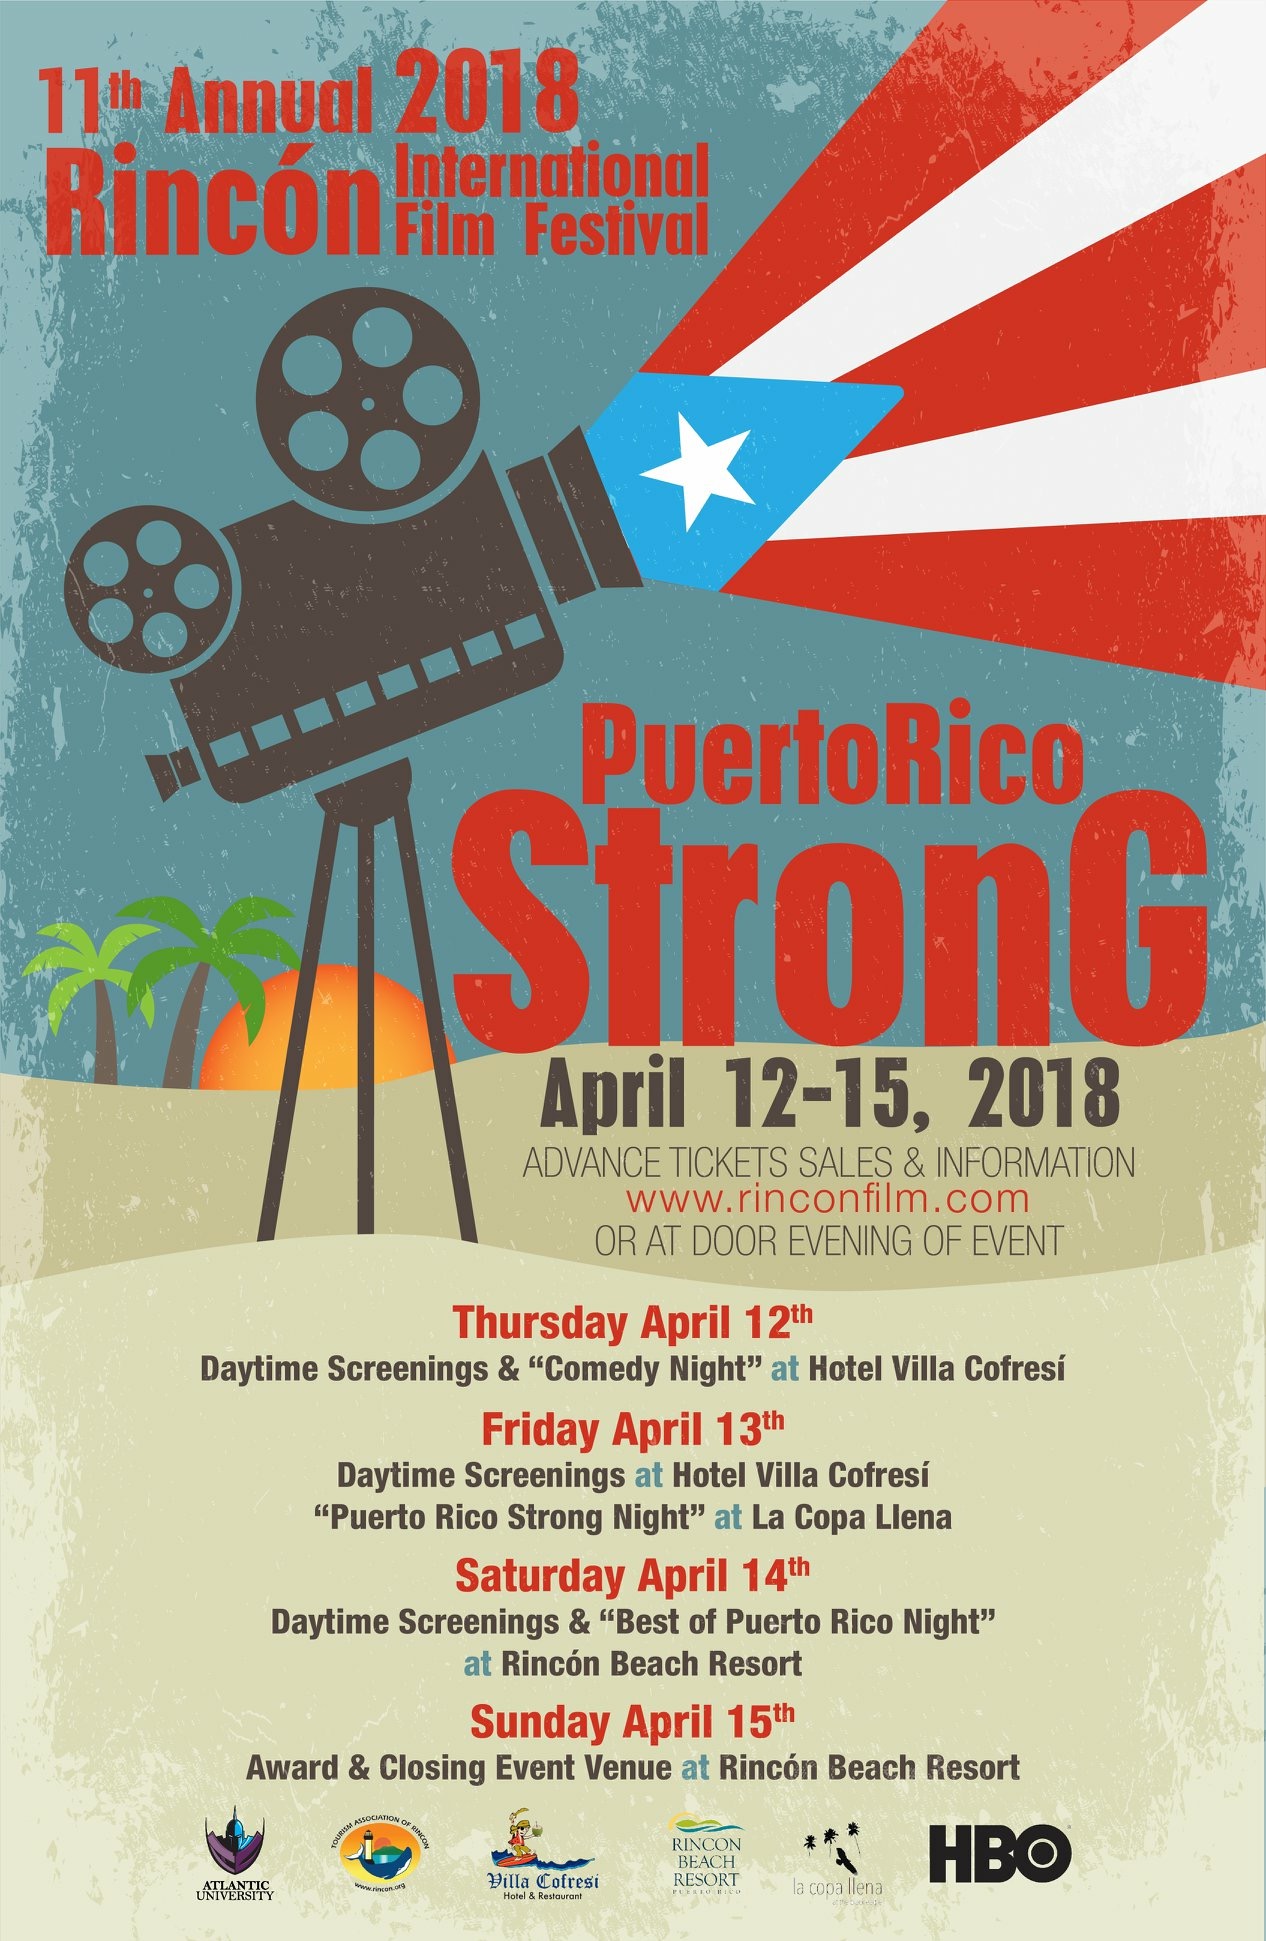 11th Annual 2018
Rincón International
Film Festival
PuertoRico
StronG
April 12-15, 2018
ADVANCE TICKETS SALES & INFORMATION
www.rinconfilm.com
OR AT DOOR EVENING OF EVENT
Thursday April 12th
Daytime Screenings & “Comedy Night” at Hotel Villa Cofresí
Friday April 13th
Daytime Screenings at Hotel Villa Cofresí
“Puerto Rico Strong Night” at La Copa Llena
Saturday April 14th
Daytime Screenings & “Best of Puerto Rico Night”
at Rincón Beach Resort
Sunday April 15th
Award & Closing Event Venue at Rincón Beach Resort
ATLANTIC
UNIVERSITY
TOURISM ASSOCIATION OF RINCON
www.rincon.org
Villa Cofresi
Hotel & Restaurant
RINCON
BEACH
RESORT
PUERTO RICO
la copa llena
HBO